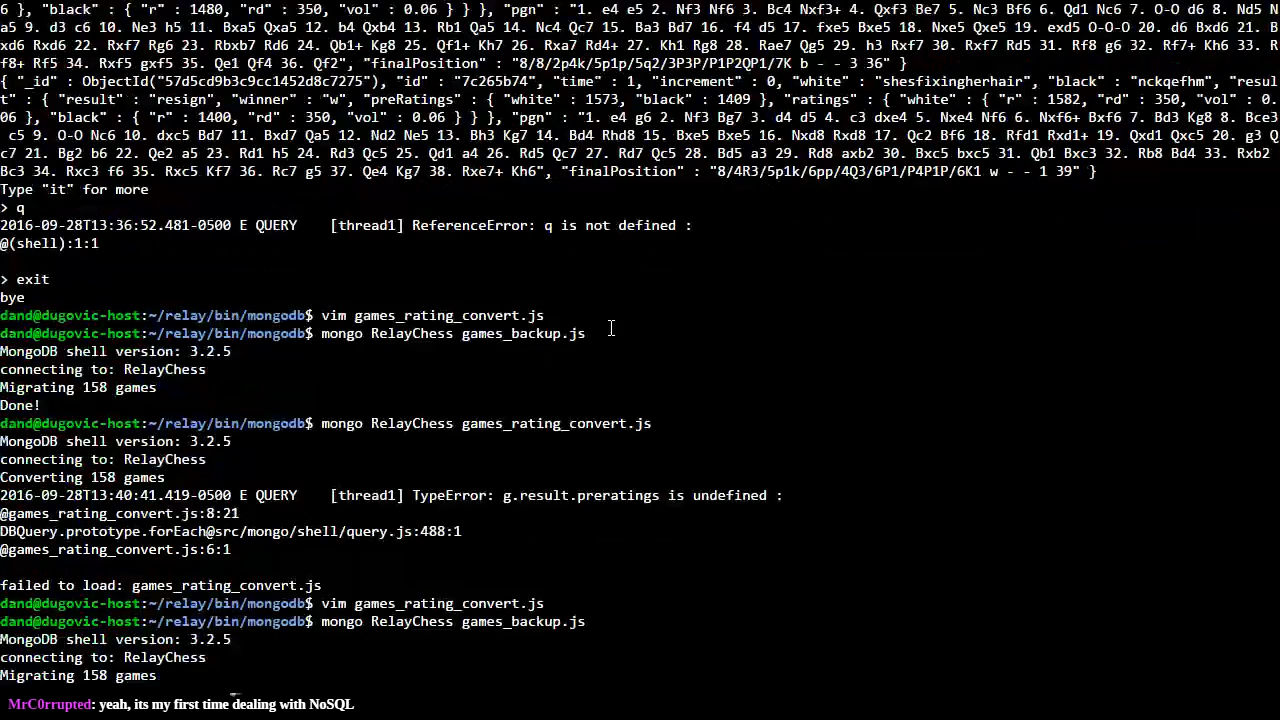 6 }, "black" : { "r" : 1480, "rd" : 350, "vol" : 0.06 } } }, "pgn" : "1. e4 e5 2. Nf3 Nf6 3. Bc4 Nxf3+ 4. Qxf3 Be7 5. Nc3 Bf6 6. Qd1 Nc6 7. O-O d6 8. Nd5 N
a5 9. d3 c6 10. Ne3 h5 11. Bxa5 Qxa5 12. b4 Qxb4 13. Rb1 Qa5 14. Nc4 Qc7 15. Ba3 Bd7 16. f4 d5 17. fxe5 Bxe5 18. Nxe5 Qxe5 19. exd5 O-O-O 20. d6 Bxd6 21. B
xd6 Rxd6 22. Rxf7 Rg6 23. Rbxb7 Rd6 24. Qb1+ Kg8 25. Qf1+ Kh7 26. Rxa7 Rd4+ 27. Kh1 Rg8 28. Rae7 Qg5 29. h3 Rxf7 30. Rxf7 Rd5 31. Rf8 g6 32. Rf7+ Kh6 33. R
f8+ Rf5 34. Rxf5 gxf5 35. Qe1 Qf4 36. Qf2", "finalPosition" : "8/8/2p4k/5p1p/5q2/3P3P/P1P2QP1/7K b - - 3 36" }
{ "_id" : ObjectId("57d5cd9b3c9cc1452d8c7275"), "id" : "7c265b74", "time" : 1, "increment" : 0, "white" : "shesfixingherhair", "black" : "nckqefhm", "resul
t" : { "result" : "resign", "winner" : "w", "preRatings" : { "white" : 1573, "black" : 1409 }, "ratings" : { "white" : { "r" : 1582, "rd" : 350, "vol" : 0.
06 }, "black" : { "r" : 1400, "rd" : 350, "vol" : 0.06 } } }, "pgn" : "1. e4 g6 2. Nf3 Bg7 3. d4 d5 4. c3 dxe4 5. Nxe4 Nf6 6. Nxf6+ Bxf6 7. Bd3 Kg8 8. Bce3
 c5 9. O-O Nc6 10. dxc5 Bd7 11. Bxd7 Qa5 12. Nd2 Ne5 13. Bh3 Kg7 14. Bd4 Rhd8 15. Bxe5 Bxe5 16. Nxd8 Rxd8 17. Qc2 Bf6 18. Rfd1 Rxd1+ 19. Qxd1 Qxc5 20. g3 Q
c7 21. Bg2 b6 22. Qe2 a5 23. Rd1 h5 24. Rd3 Qc5 25. Qd1 a4 26. Rd5 Qc7 27. Rd7 Qc5 28. Bd5 a3 29. Rd8 axb2 30. Bxc5 bxc5 31. Qb1 Bxc3 32. Rb8 Bd4 33. Rxb2
Bc3 34. Rxc3 f6 35. Rxc5 Kf7 36. Rc7 g5 37. Qe4 Kg7 38. Rxe7+ Kh6", "finalPosition" : "8/4R3/5p1k/6pp/4Q3/6P1/P4P1P/6K1 w - - 1 39" }
Type "it" for more
> q
2016-09-28T13:36:52.481-0500 E QUERY    [thread1] ReferenceError: q is not defined :
@(shell):1:1
> exit
bye
dand@dugovic-host:~/relay/bin/mongodb$ vim games_rating_convert.js
dand@dugovic-host:~/relay/bin/mongodb$ mongo RelayChess games_backup.js
MongoDB shell version: 3.2.5
connecting to: RelayChess
Migrating 158 games
Done!
dand@dugovic-host:~/relay/bin/mongodb$ mongo RelayChess games_rating_convert.js
MongoDB shell version: 3.2.5
connecting to: RelayChess
Converting 158 games
2016-09-28T13:40:41.419-0500 E QUERY    [thread1] TypeError: g.result.preratings is undefined :
@games_rating_convert.js:8:21
DBQuery.prototype.forEach@src/mongo/shell/query.js:488:1
@games_rating_convert.js:6:1
failed to load: games_rating_convert.js
dand@dugovic-host:~/relay/bin/mongodb$ vim games_rating_convert.js
dand@dugovic-host:~/relay/bin/mongodb$ mongo RelayChess games_backup.js
MongoDB shell version: 3.2.5
connecting to: RelayChess
Migrating 158 games
MrC0rrupted: yeah, its my first time dealing with NoSQL